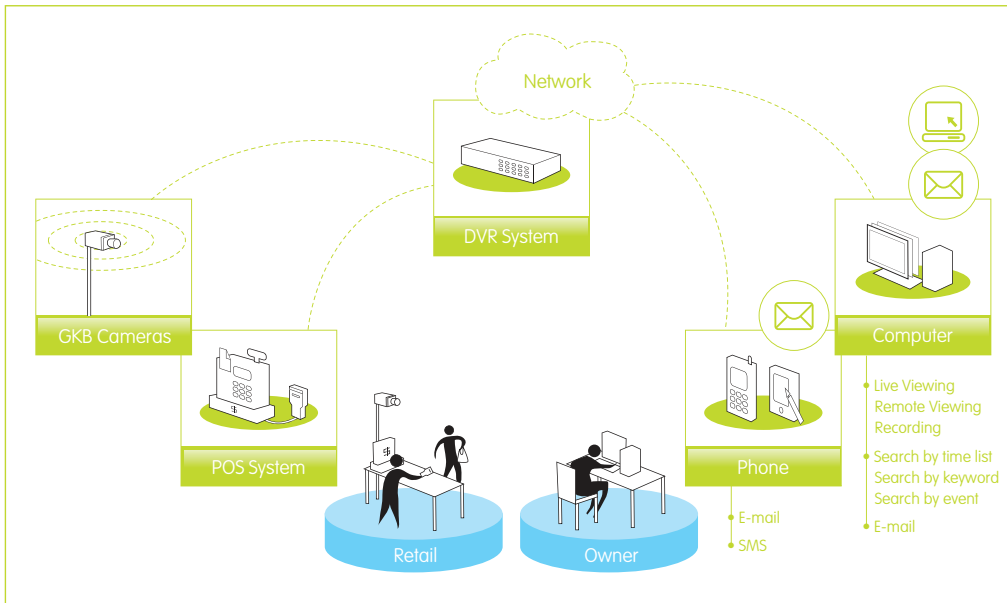 Network
DVR System
GKB Cameras
POS System
Computer
Phone
Live Viewing
Remote Viewing
Recording
Search by time list
Search by keyword
Search by event
E-mail
E-mail
SMS
Retail
Owner